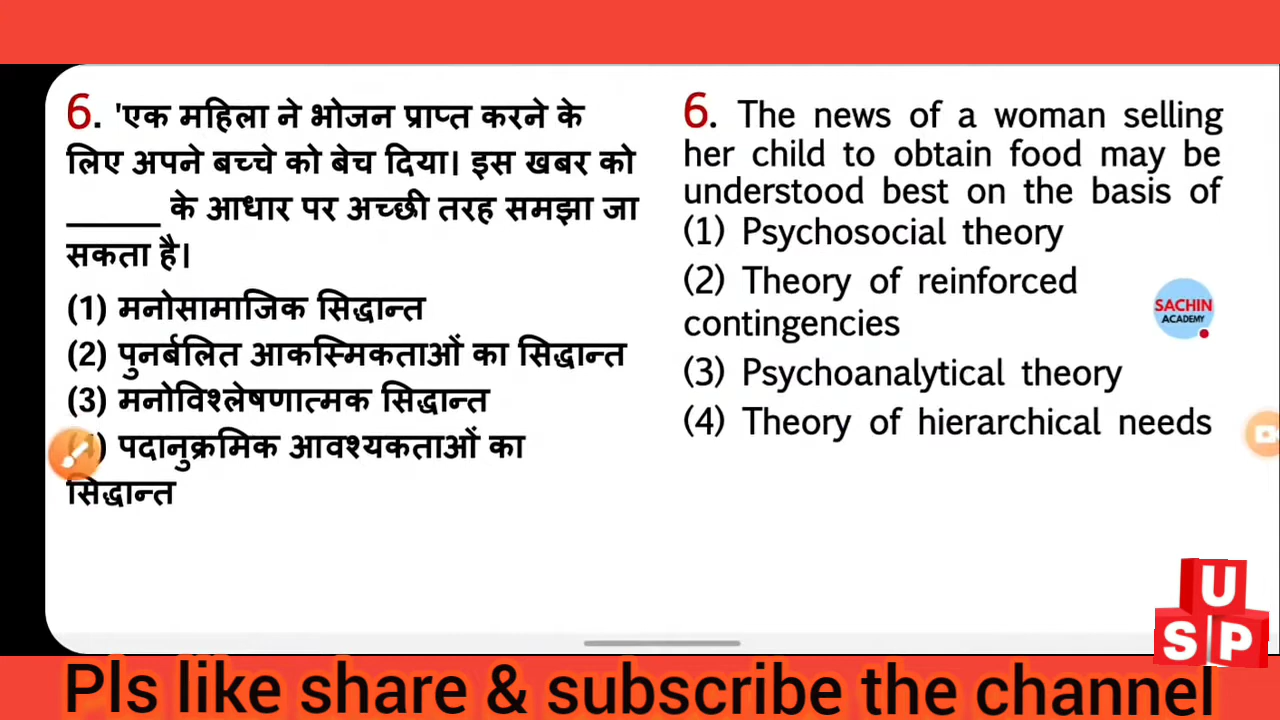 6. 'एक महिला ने भोजन प्राप्त करने के
लिए अपने बच्चे को बेच दिया। इस खबर को
______ के आधार पर अच्छी तरह समझा जा
सकता है।
(1) मनोसामाजिक सिद्धान्त
(2) पुनर्बलित आकस्मिकताओं का सिद्धान्त
(3) मनोविश्लेषणात्मक सिद्धान्त
) पदानुक्रमिक आवश्यकताओं का
सिद्धान्त
6. The news of a woman selling
her child to obtain food may be
understood best on the basis of
(1) Psychosocial theory
(2) Theory of reinforced
contingencies
(3) Psychoanalytical theory
(4) Theory of hierarchical needs
SACHIN
ACADEMY
U
S P
Pls like share & subscribe the channel